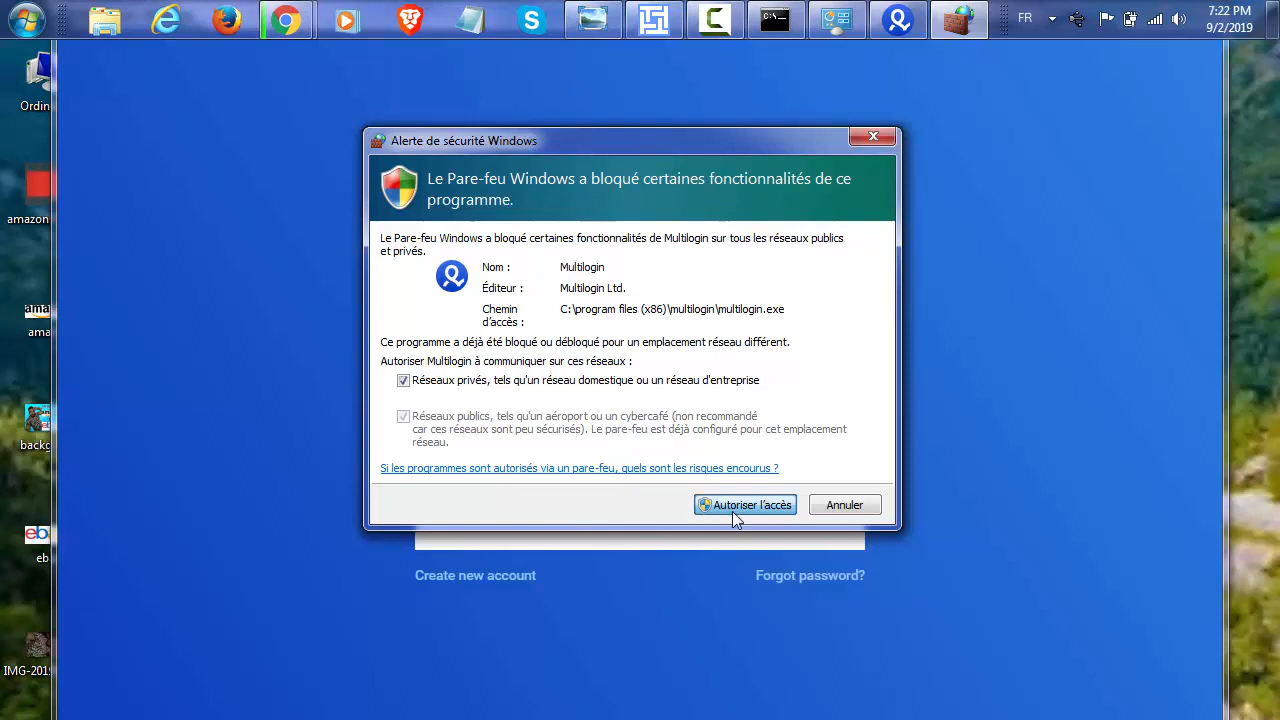 FR
7:22 PM
9/2/2019
Ordin
amazon
ama
ama
backg
eb
eb
IMG-2019
Alerte de sécurité Windows
Le Pare-feu Windows a bloqué certaines fonctionnalités de ce
programme.
Le Pare-feu Windows a bloqué certaines fonctionnalités de Multilogin sur tous les réseaux publics
et privés.
Nom : Multilogin
Éditeur : Multilogin Ltd.
Chemin C:\program files (x86)\multilogin\multilogin.exe
d'accès :
Ce programme a déjà été bloqué ou débloqué pour un emplacement réseau différent.
Autoriser Multilogin à communiquer sur ces réseaux :
Réseaux privés, tels qu'un réseau domestique ou un réseau d'entreprise
Réseaux publics, tels qu'un aéroport ou un cybercafé (non recommandé
car ces réseaux sont peu sécurisés). Le pare-feu est déjà configuré pour cet emplacement
réseau.
Si les programmes sont autorisés via un pare-feu, quels sont les risques encourus ?
Autoriser l'accès Annuler
Create new account Forgot password?